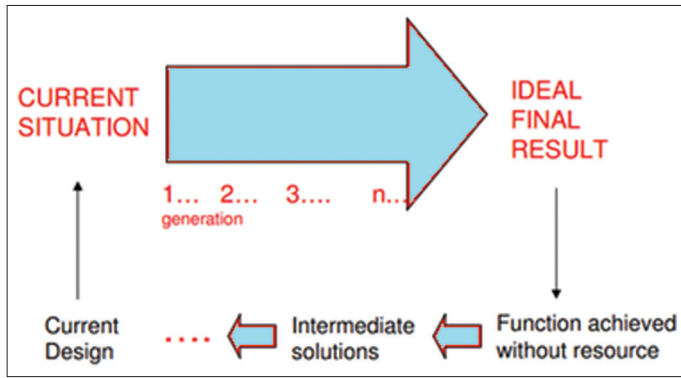 CURRENT
SITUATION
IDEAL
FINAL
RESULT
1... 2... 3.... n...
generation
Current
Design
....
Intermediate
solutions
Function achieved
without resource